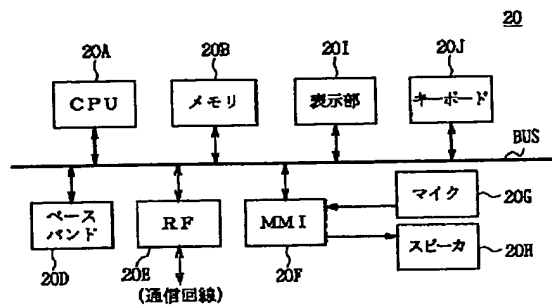 20
20A
20B
20I
20J
CPU
メモリ
表示部
キーボード
BUS
ベース
バンド
RF
MMI
マイク
スピーカ
20G
20H
20D
20E
20F
(通信回線)